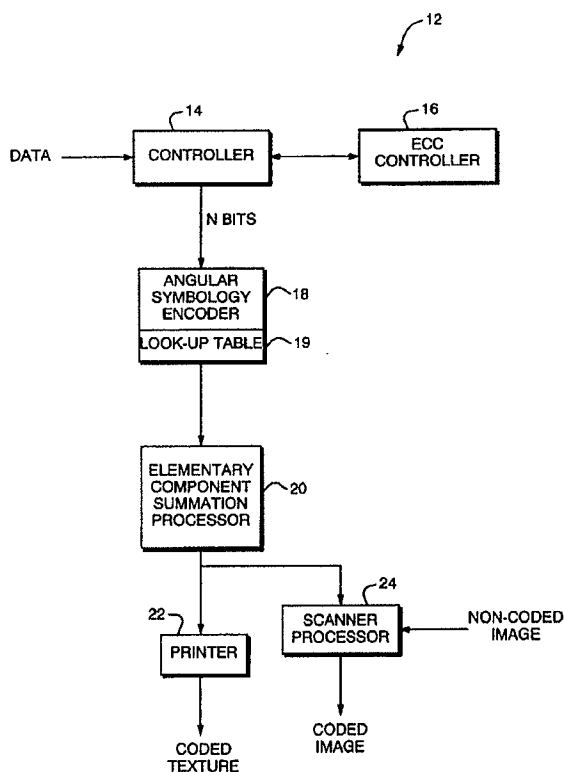 12
14
16
DATA
CONTROLLER
ECC
CONTROLLER
N BITS
ANGULAR
SYMBOLOGY
ENCODER
18
LOOK-UP TABLE
19
ELEMENTARY
COMPONENT
SUMMATION
PROCESSOR
20
22
24
PRINTER
SCANNER
PROCESSOR
NON-CODED
IMAGE
CODED
TEXTURE
CODED
IMAGE